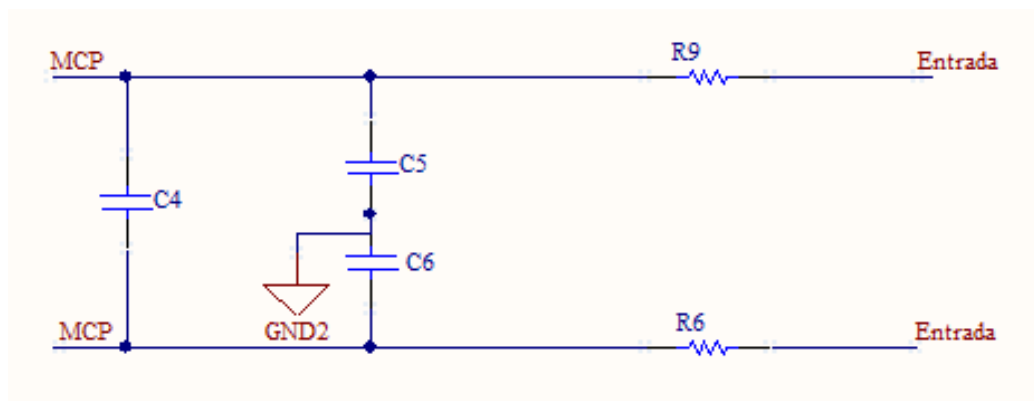 MCP
R9
Entrada
C5
C4
C6
GND2
MCP
R6
Entrada